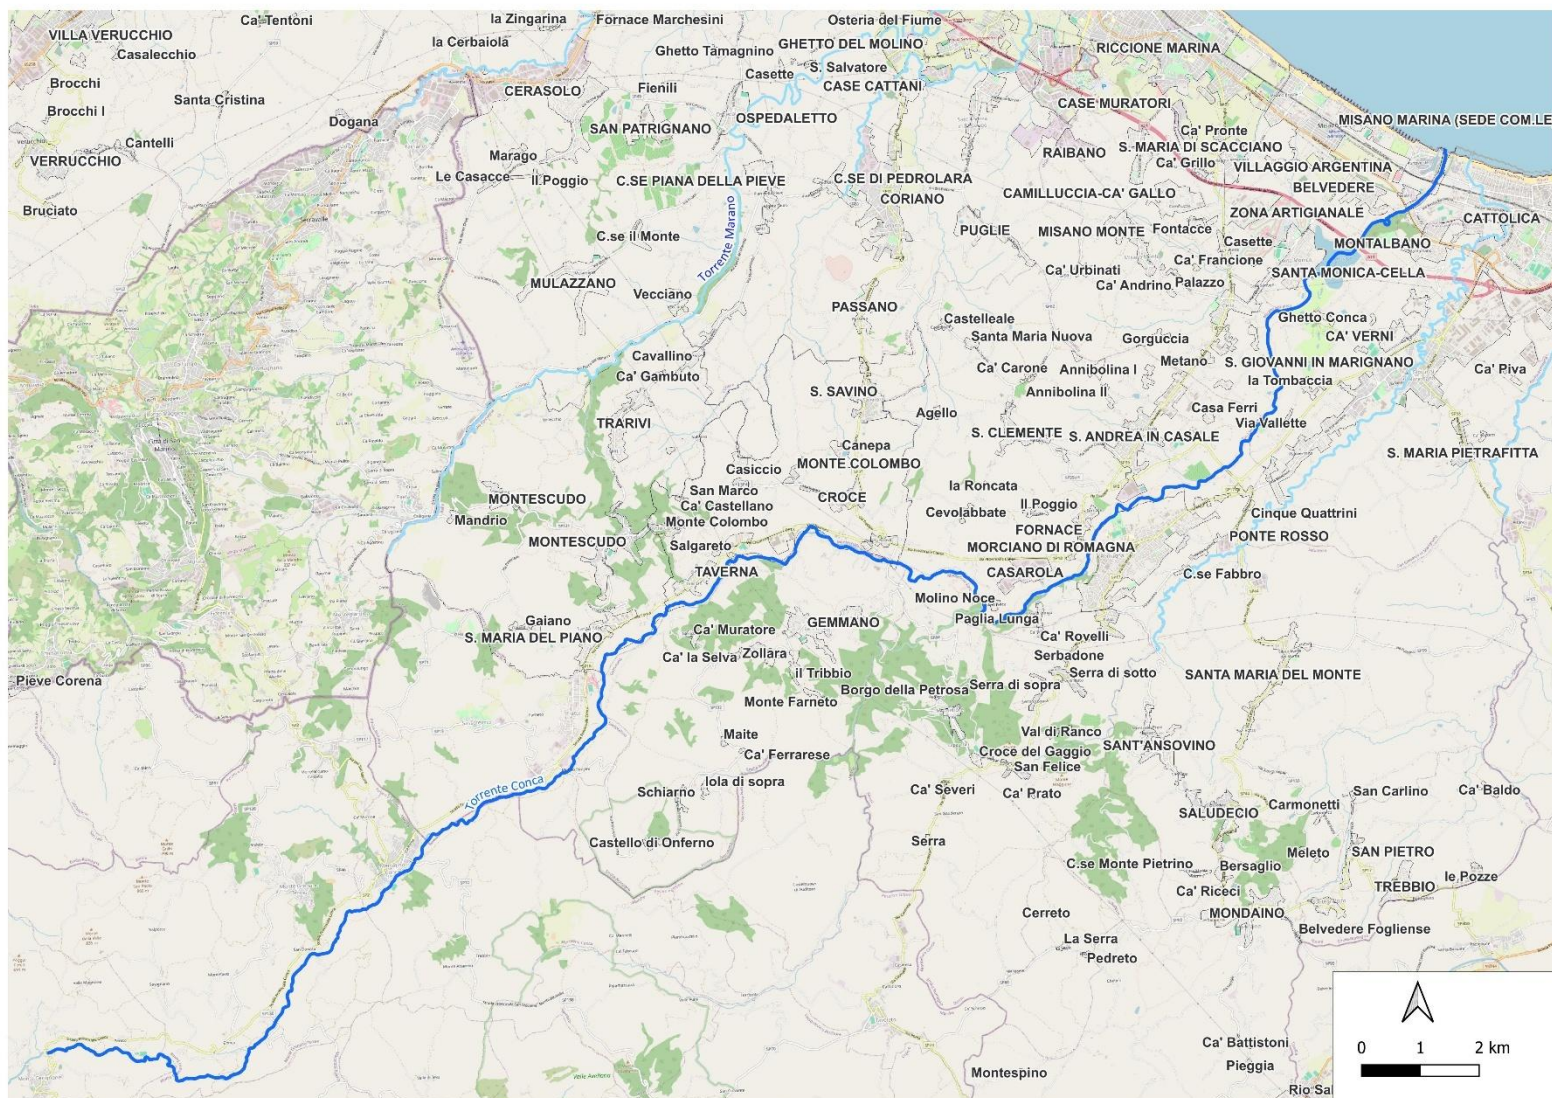 Ca' Tentoni
la Zingarina
Fornace Marchesini
Osteria del Fiume
VILLA VERUCCHIO
Casalecchio
la Cerbaiola
Ghetto Tamagnino
GHETTO DEL MOLINO
RICCIONE MARINA
Brocchi
CERASOLO
Fienili
Casette
S. Salvatore
CASE CATTANI
Brocchi I
Santa Cristina
Dogana
SAN PATRIGNANO
OSPEDALETTO
CASE MURATORI
MISANO MARINA (SEDE COM.LE
Cantelli
VERRUCCHIO
Marago
Ca' Pronte
S. MARIA DI SCACCIANO
RAIBANO
Ca' Grillo
VILLAGGIO ARGENTINA
Le Casacce
Il Poggio
C.SE PIANA DELLA PIEVE
C.SE DI PEDROLARA
CORIANO
CAMILLUCCIA-CA' GALLO
BELVEDERE
Bruciato
ZONA ARTIGIANALE
CATTOLICA
C.se il Monte
Torrente Marano
PUGLIE
MISANO MONTE
Fontacce
Casette
MONTALBANO
MULAZZANO
Vecciano
Ca' Urbinati
Ca' Francione
Ca' Andrino
Palazzo
SANTA MONICA-CELLA
PASSANO
Castelleale
Ghetto Conca
Santa Maria Nuova
Gorguccia
CA' VERNI
Cavallino
Ca' Gambuto
Ca' Carone
Annibolina I
Metano
S. GIOVANNI IN MARIGNANO
Ca' Piva
S. SAVINO
Annibolina II
la Tombaccia
TRARIVI
Agello
Casa Ferri
Via Vallette
S. CLEMENTE
S. ANDREA IN CASALE
Canepa
MONTE COLOMBO
S. MARIA PIETRAFITTA
Casiccio
San Marco
MONTESCUDO
Ca' Castellano
CROCE
la Roncata
Cevolabbate
Il Poggio
Mandrio
Monte Colombo
FORNACE
Cinque Quattrini
MONTESCUDO
Salgareto
MORCIANO DI ROMAGNA
PONTE ROSSO
TAVERNA
CASAROLA
C.se Fabbro
Molino Noce
Gaiano
S. MARIA DEL PIANO
Ca' Muratore
GEMMANO
Paglia Lunga
Ca' Rovelli
Ca' la Selva
Zollara
Serbadone
Pieve Corena
il Tribbio
Borgo della Petrosa
Serra di sopra
Serra di sotto
SANTA MARIA DEL MONTE
Monte Farneto
Maite
Val di Ranco
Ca' Ferrarese
Croce del Gaggio
SANT'ANSOVINO
San Felice
Torrente Conca
Schiarno
Iola di sopra
Ca' Severi
Ca' Prato
San Carlino
Ca' Baldo
Carmonetti
SALUDECIO
Castello di Onferno
Serra
Meleto
SAN PIETRO
C.se Monte Pietrino
Bersaglio
Ca' Riceci
TREBBIO
le Pozze
Cerreto
MONDAINO
Belvedere Fogliense
La Serra
Pedreto
Ca' Battistoni
Montespino
Pieggia
Rio Sal
0 1 2 km